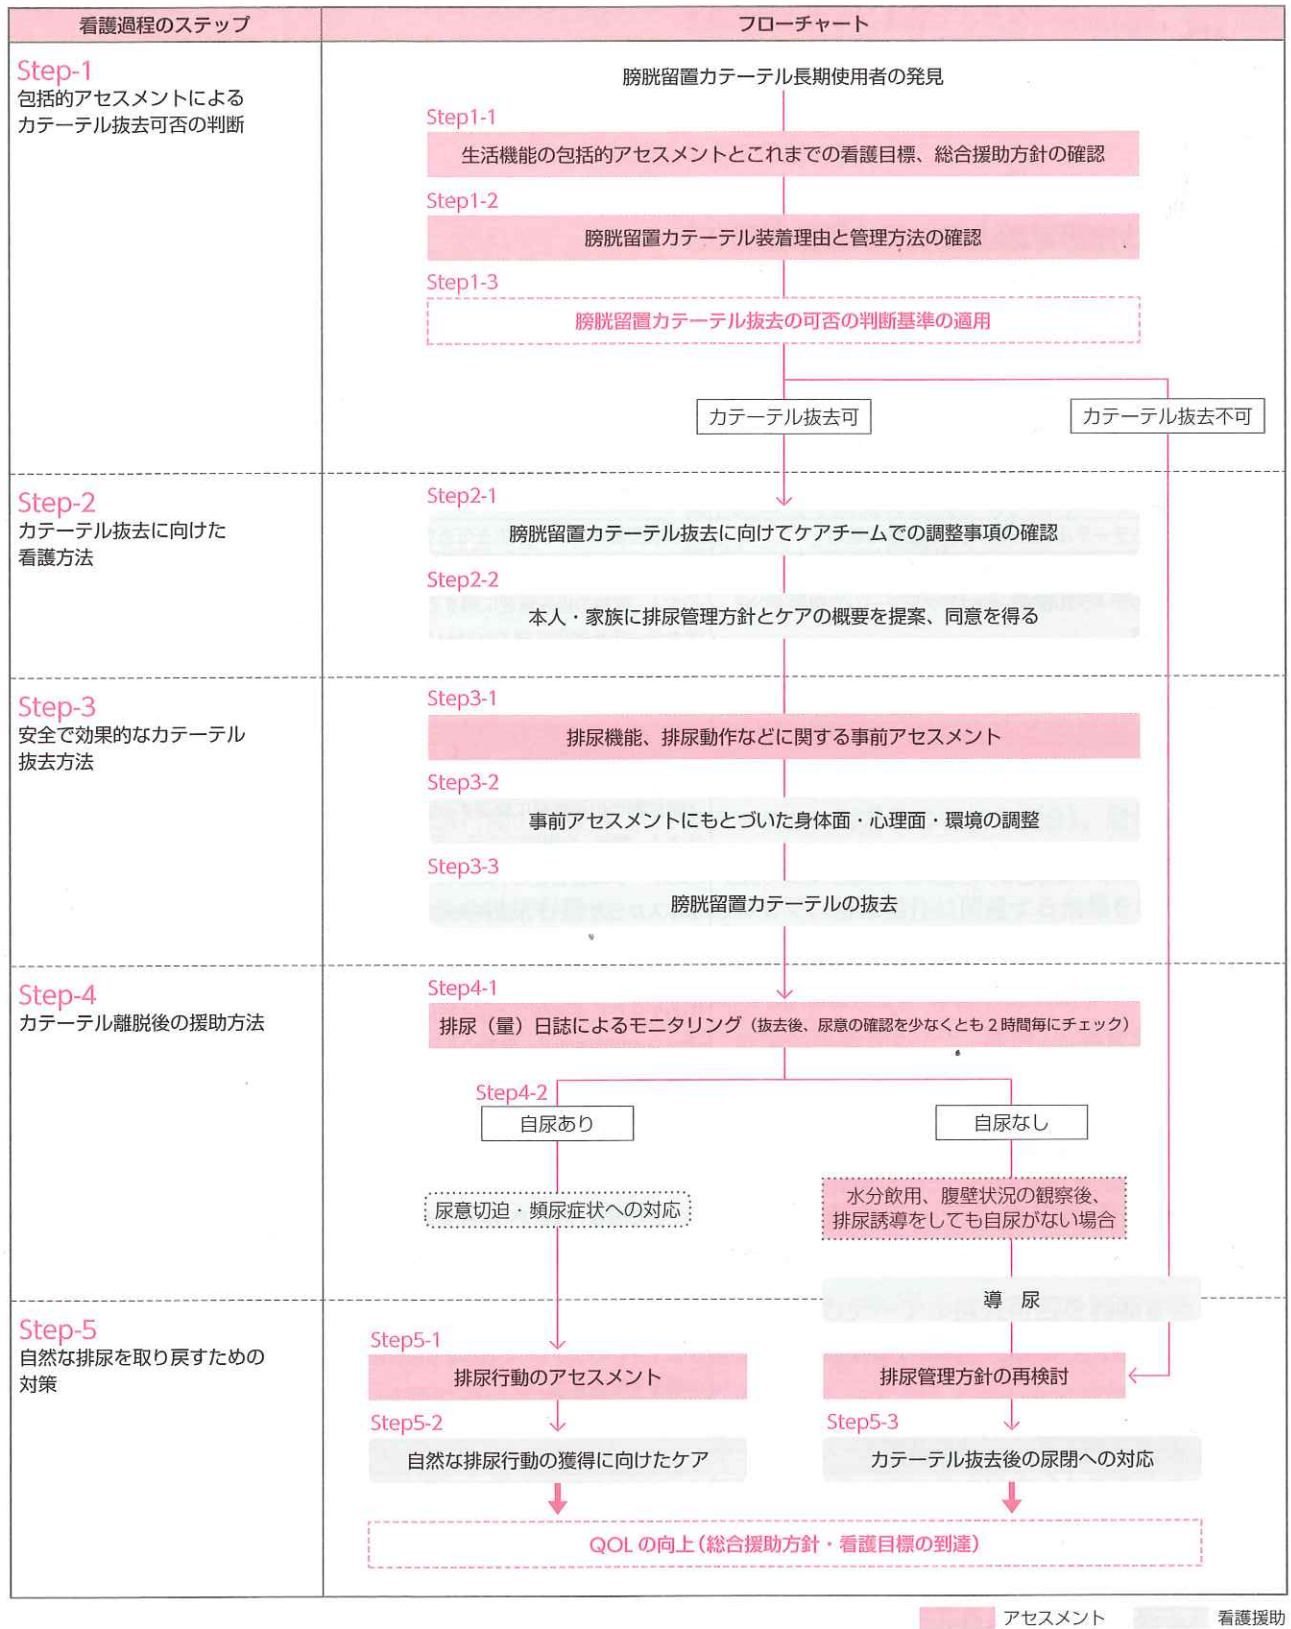 看護過程のステップ
フローチャート
Step-1
包括的アセスメントによる
カテーテル抜去可否の判断
膀胱留置カテーテル長期使用者の発見
Step1-1
生活機能の包括的アセスメントとこれまでの看護目標、総合援助方針の確認
Step1-2
膀胱留置カテーテル装着理由と管理方法の確認
Step1-3
膀胱留置カテーテル抜去の可否の判断基準の適用
カテーテル抜去可
カテーテル抜去不可
Step-2
カテーテル抜去に向けた
看護方法
Step2-1
膀胱留置カテーテル抜去に向けてケアチームでの調整事項の確認
Step2-2
本人・家族に排尿管理方針とケアの概要を提案、同意を得る
Step-3
安全で効果的なカテーテル
抜去方法
Step3-1
排尿機能、排尿動作などに関する事前アセスメント
Step3-2
事前アセスメントにもとづいた身体面・心理面・環境の調整
Step3-3
膀胱留置カテーテルの抜去
Step-4
カテーテル離脱後の援助方法
Step4-1
排尿（量）日誌によるモニタリング（抜去後、尿意の確認を少なくとも2時間毎にチェック）
Step4-2
自尿あり
自尿なし
尿意切迫・頻尿症状への対応
水分飲用、腹壁状況の観察後、
排尿誘導をしても自尿がない場合
導 尿
Step-5
自然な排尿を取り戻すための
対策
Step5-1
排尿行動のアセスメント
排尿管理方針の再検討
Step5-2
自然な排尿行動の獲得に向けたケア
Step5-3
カテーテル抜去後の尿閉への対応
QOLの向上（総合援助方針・看護目標の到達）
アセスメント
看護援助